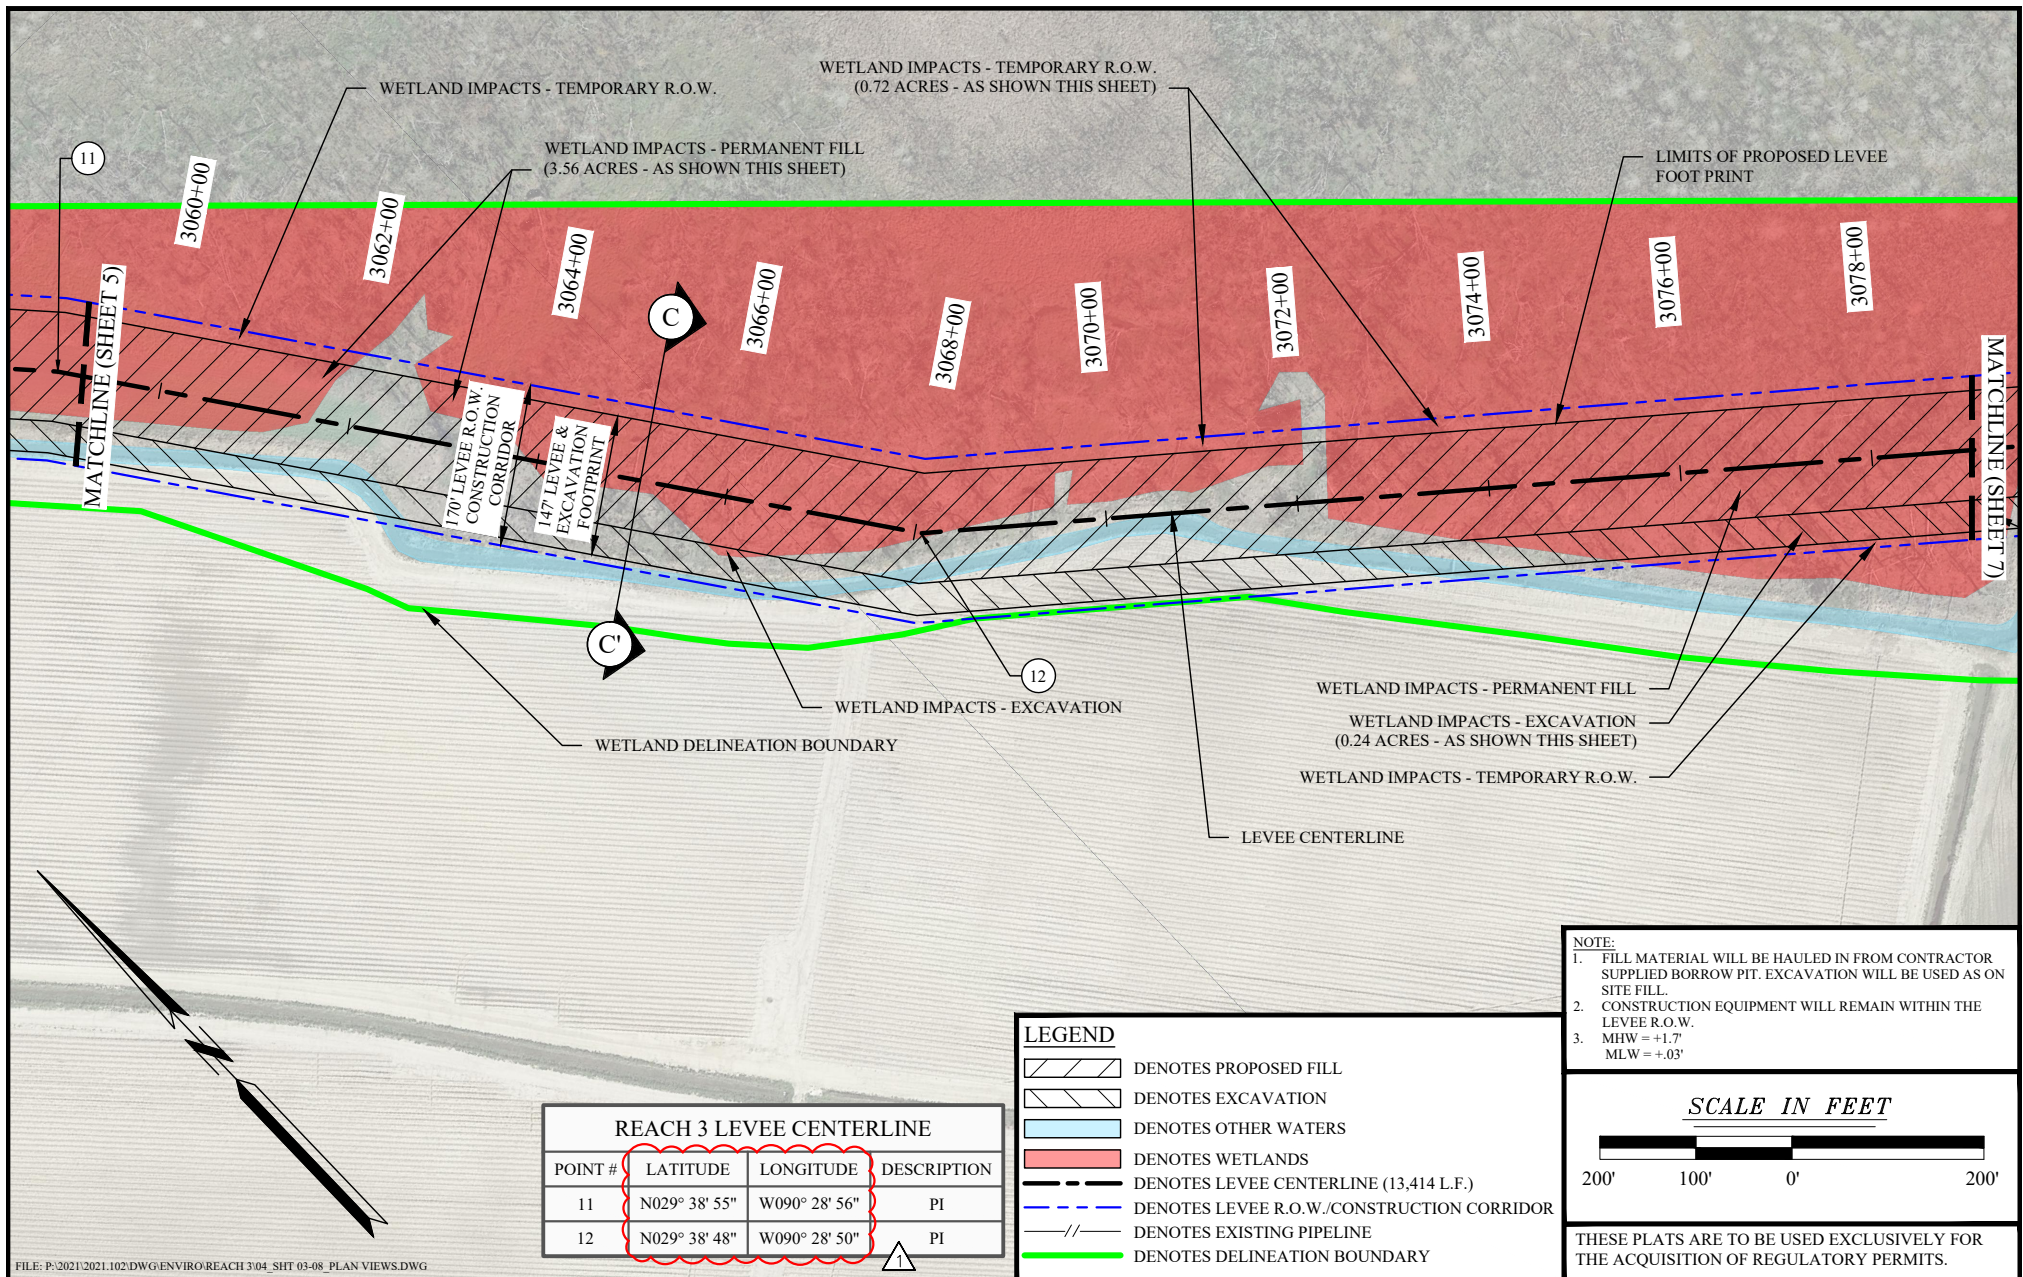 WETLAND IMPACTS - TEMPORARY R.O.W.
WETLAND IMPACTS - TEMPORARY R.O.W.
(0.72 ACRES - AS SHOWN THIS SHEET)
WETLAND IMPACTS - PERMANENT FILL
(3.56 ACRES - AS SHOWN THIS SHEET)
LIMITS OF PROPOSED LEVEE
FOOT PRINT
11
3060+00
3062+00
3064+00
3066+00
3068+00
3070+00
3072+00
3074+00
3076+00
3078+00
C
MATCHLINE (SHEET 5)
170' LEVEE R.O.W.
CONSTRUCTION
CORRIDOR
147' LEVEE &
EXCAVATION
FOOTPRINT
MATCHLINE (SHEET 7)
C'
12
WETLAND IMPACTS - EXCAVATION
WETLAND DELINEATION BOUNDARY
WETLAND IMPACTS - PERMANENT FILL
WETLAND IMPACTS - EXCAVATION
(0.24 ACRES - AS SHOWN THIS SHEET)
WETLAND IMPACTS - TEMPORARY R.O.W.
LEVEE CENTERLINE
NOTE:
1. FILL MATERIAL WILL BE HAULED IN FROM CONTRACTOR
SUPPLIED BORROW PIT. EXCAVATION WILL BE USED AS ON
SITE FILL.
2. CONSTRUCTION EQUIPMENT WILL REMAIN WITHIN THE
LEVEE R.O.W.
3. MHW = +1.7'
MLW = +.03'
LEGEND
DENOTES PROPOSED FILL
DENOTES EXCAVATION
DENOTES OTHER WATERS
DENOTES WETLANDS
DENOTES LEVEE CENTERLINE (13,414 L.F.)
DENOTES LEVEE R.O.W./CONSTRUCTION CORRIDOR
DENOTES EXISTING PIPELINE
DENOTES DELINEATION BOUNDARY
SCALE IN FEET
200' 100' 0' 200'
THESE PLATS ARE TO BE USED EXCLUSIVELY FOR
THE ACQUISITION OF REGULATORY PERMITS.
REACH 3 LEVEE CENTERLINE
POINT # LATITUDE LONGITUDE DESCRIPTION
11 N029° 38' 55" W090° 28' 56" PI
12 N029° 38' 48" W090° 28' 50" PI
1
FILE: P:\2021\2021.102\DWG\ENVIRO\REACH 3\04_SHT 03-08_PLAN VIEWS.DWG